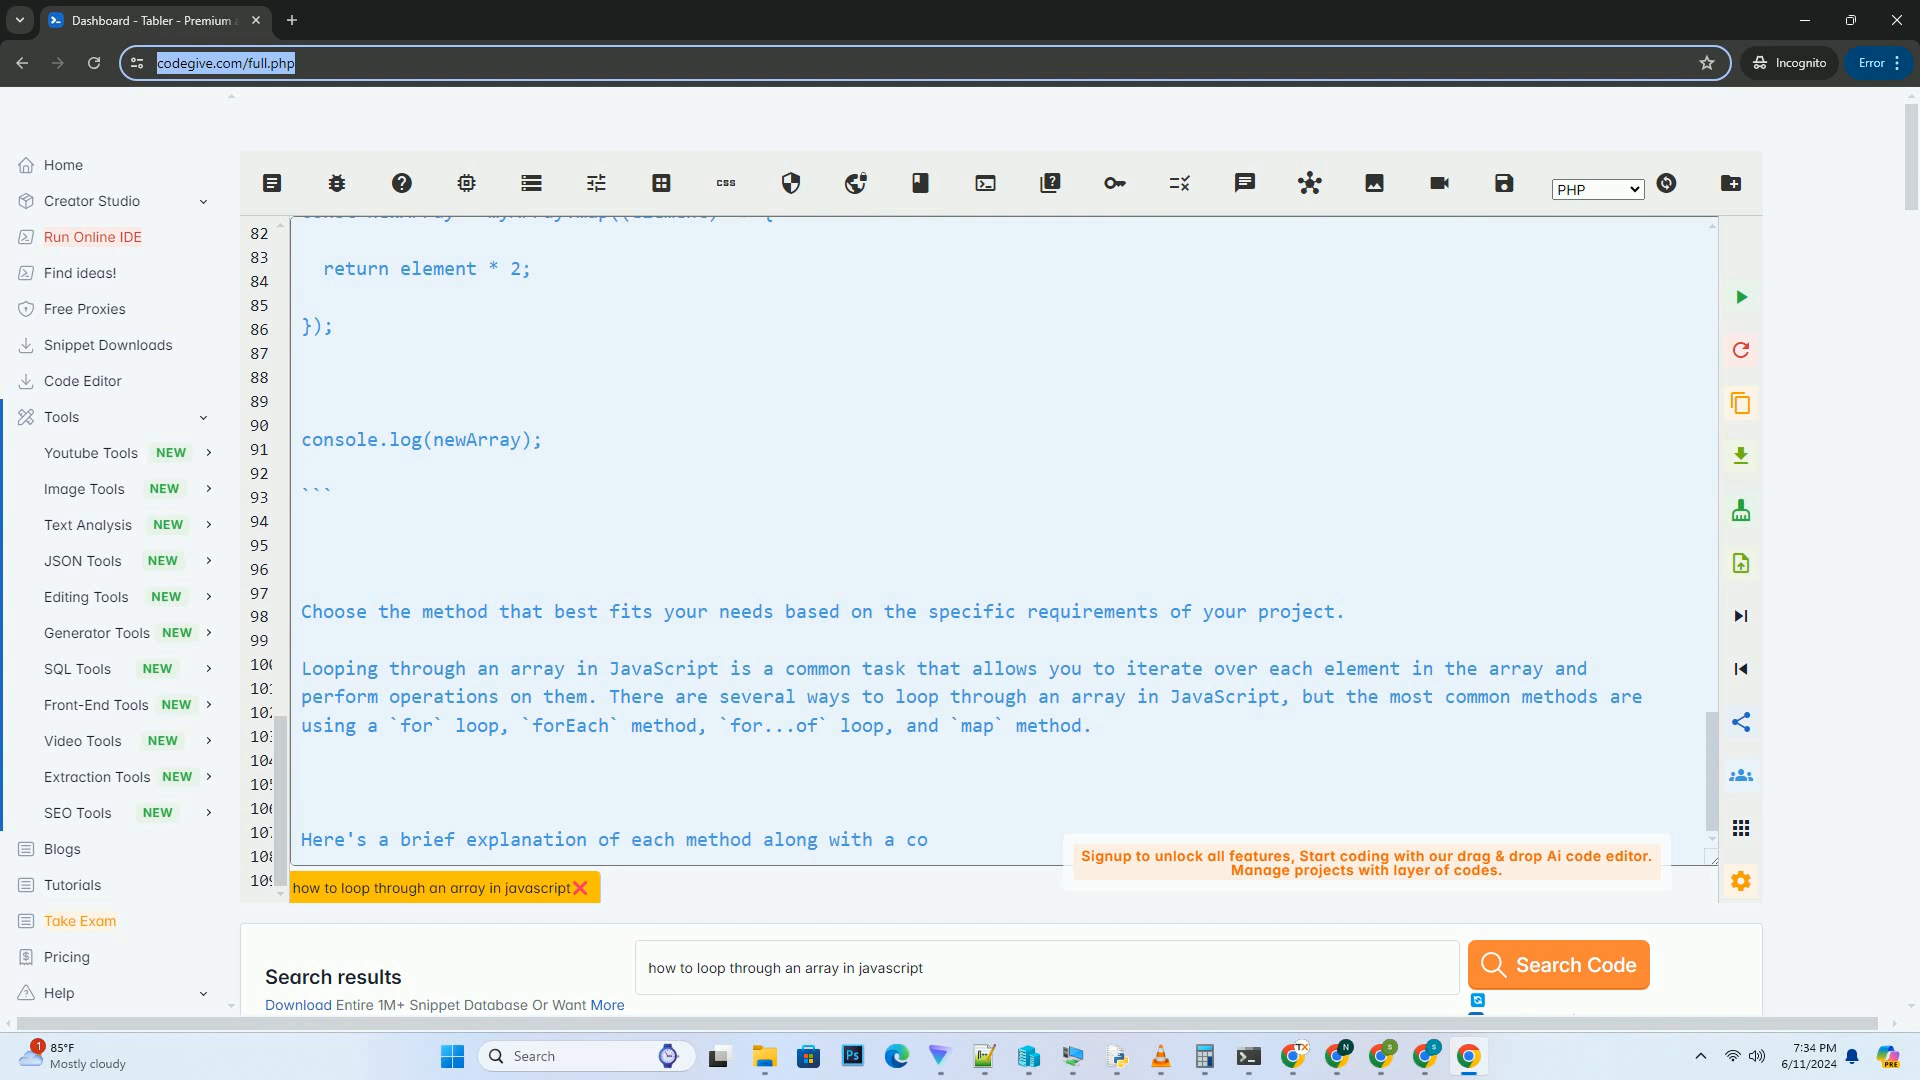 Dashboard - Tabler - Premium
codegive.com/full.php
Incognito
Error
Home
Creator Studio
Run Online IDE
Find ideas!
Free Proxies
Snippet Downloads
Code Editor
Tools
Youtube Tools NEW
Image Tools NEW
Text Analysis NEW
JSON Tools NEW
Editing Tools NEW
Generator Tools NEW
SQL Tools NEW
Front-End Tools NEW
Video Tools NEW
Extraction Tools NEW
SEO Tools NEW
Blogs
Tutorials
Take Exam
Pricing
Help
css
PHP
82
83
84
85
86
87
88
89
90
91
92
93
94
95
96
97
98
99
return element * 2;
});
console.log(newArray);
```
Choose the method that best fits your needs based on the specific requirements of your project.
Looping through an array in JavaScript is a common task that allows you to iterate over each element in the array and
perform operations on them. There are several ways to loop through an array in JavaScript, but the most common methods are
using a `for` loop, `forEach` method, `for...of` loop, and `map` method.
Here's a brief explanation of each method along with a co
Signup to unlock all features, Start coding with our drag & drop Ai code editor.
Manage projects with layer of codes.
how to loop through an array in javascript
Search results
Download Entire 1M+ Snippet Database Or Want More
how to loop through an array in javascript
Search Code
1
85°F
Mostly cloudy
Search
Ps
TX
N
S
S
7:34 PM
6/11/2024
PRE